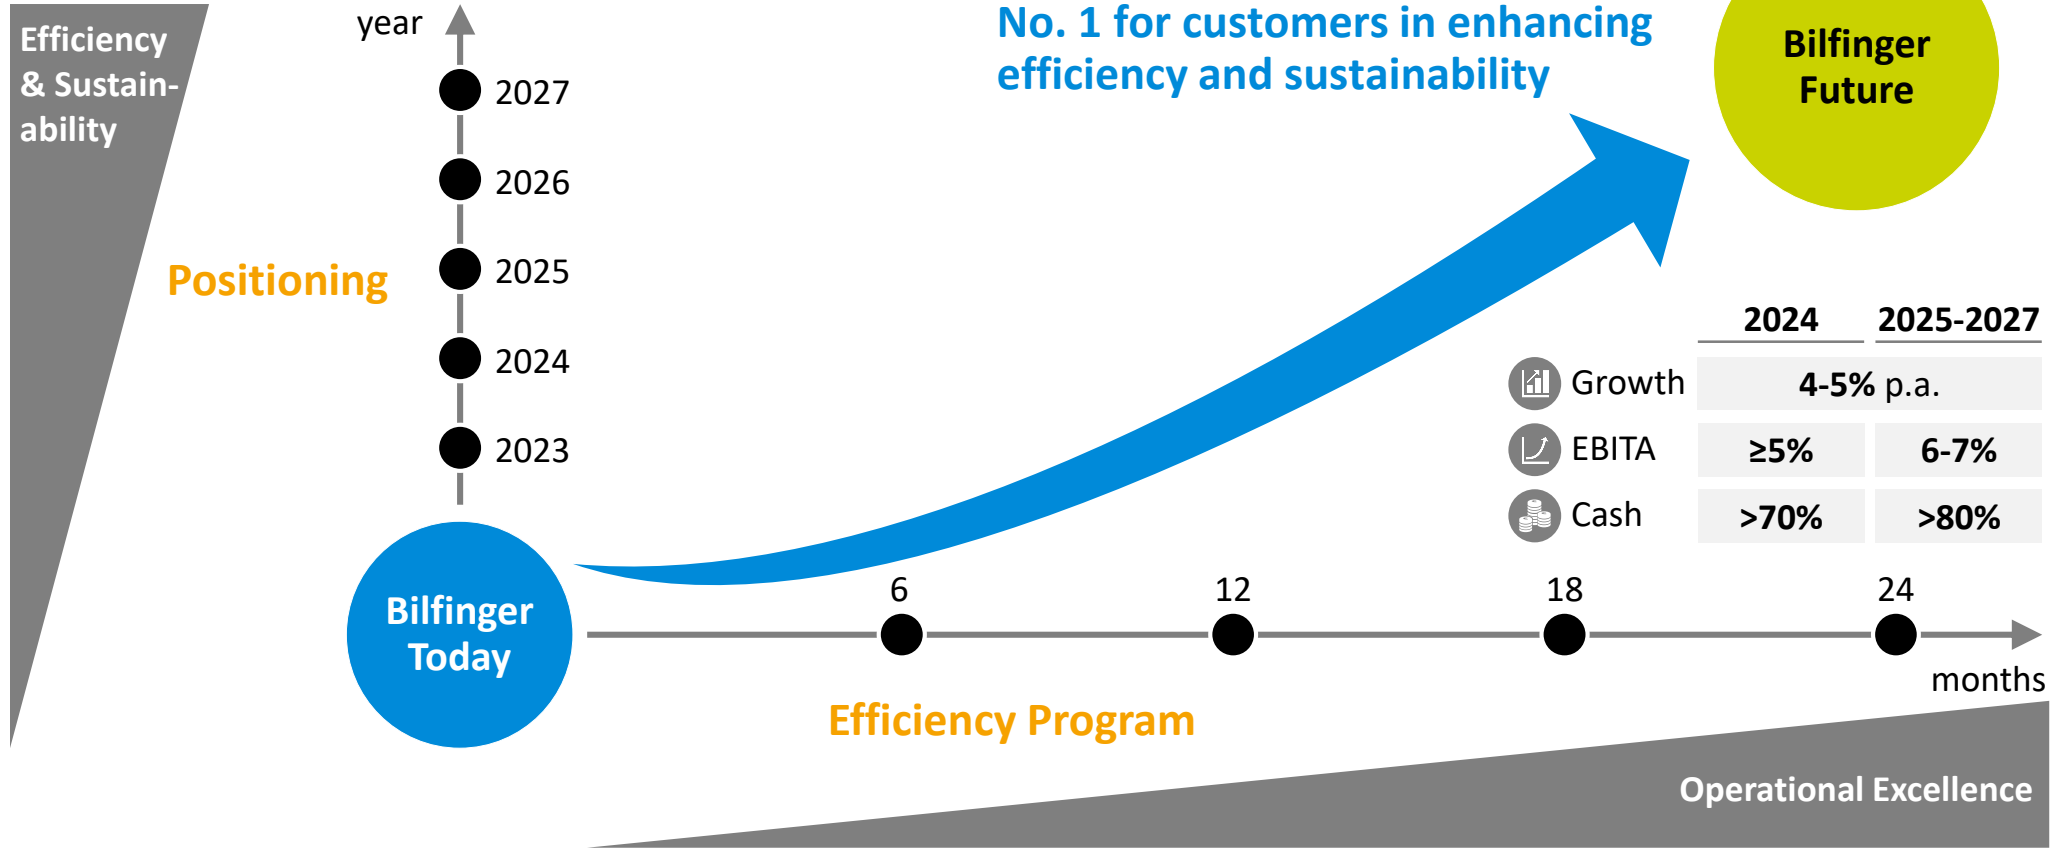 Efficiency
& Sustain-
ability
year
2027
2026
2025
2024
2023
Positioning
No. 1 for customers in enhancing
efficiency and sustainability
Bilfinger
Future
2024 2025-2027
Growth 4-5% p.a.
EBITA ≥5% 6-7%
Cash >70% >80%
Bilfinger
Today
6 12 18 24
months
Efficiency Program
Operational Excellence